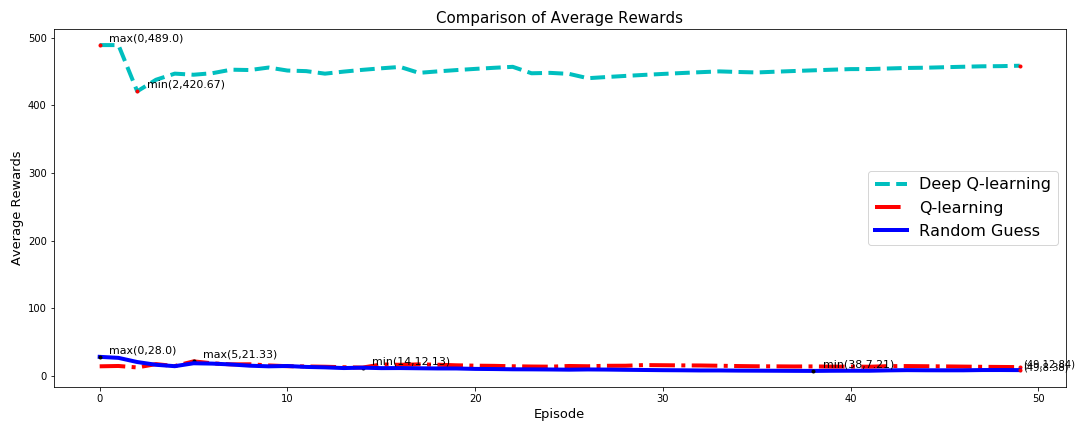 Comparison of Average Rewards
500
400
300
200
100
0
Average Rewards
max(0,489.0)
min(2,420.67)
Deep Q-learning
Q-learning
Random Guess
max(0,28.0)
max(5,21.33)
min(14,12.13)
min(38,7.21)
(49,12.84)
(49,8.38)
0
10
20
30
40
50
Episode